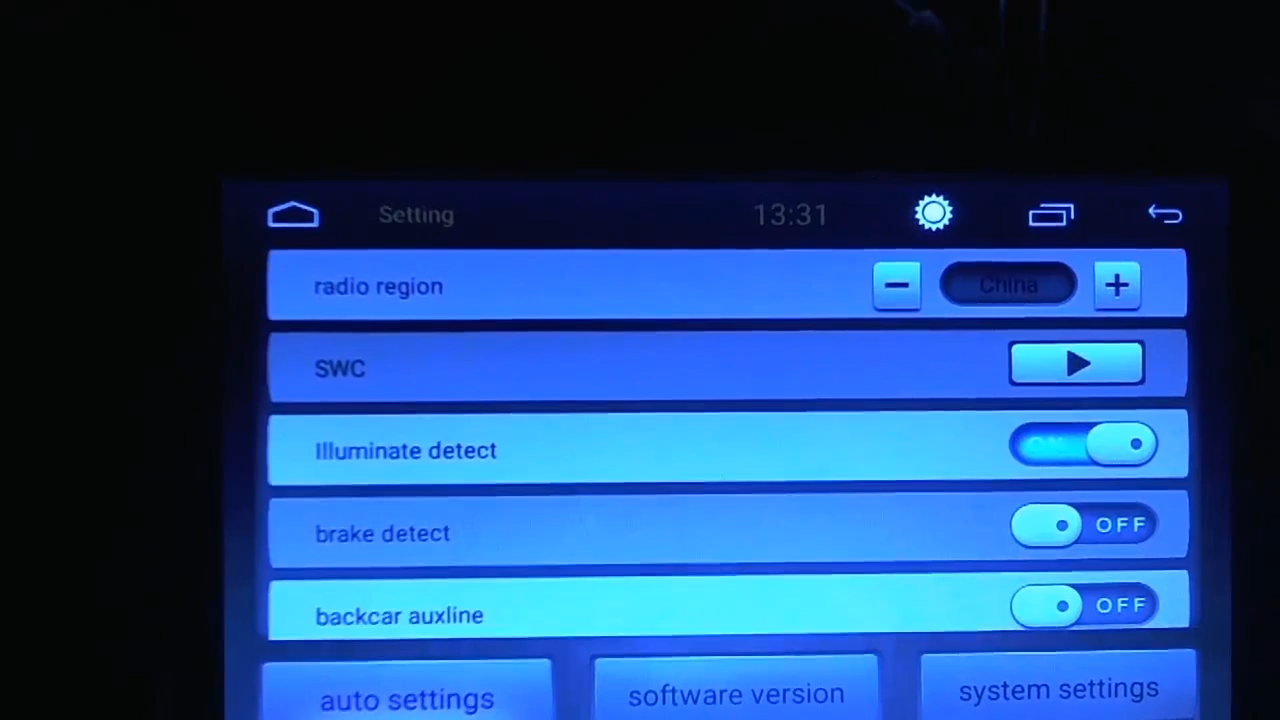 Setting 13:31
radio region − China +
SWC
Illuminate detect ON
brake detect OFF
backcar auxline OFF
auto settings software version system settings